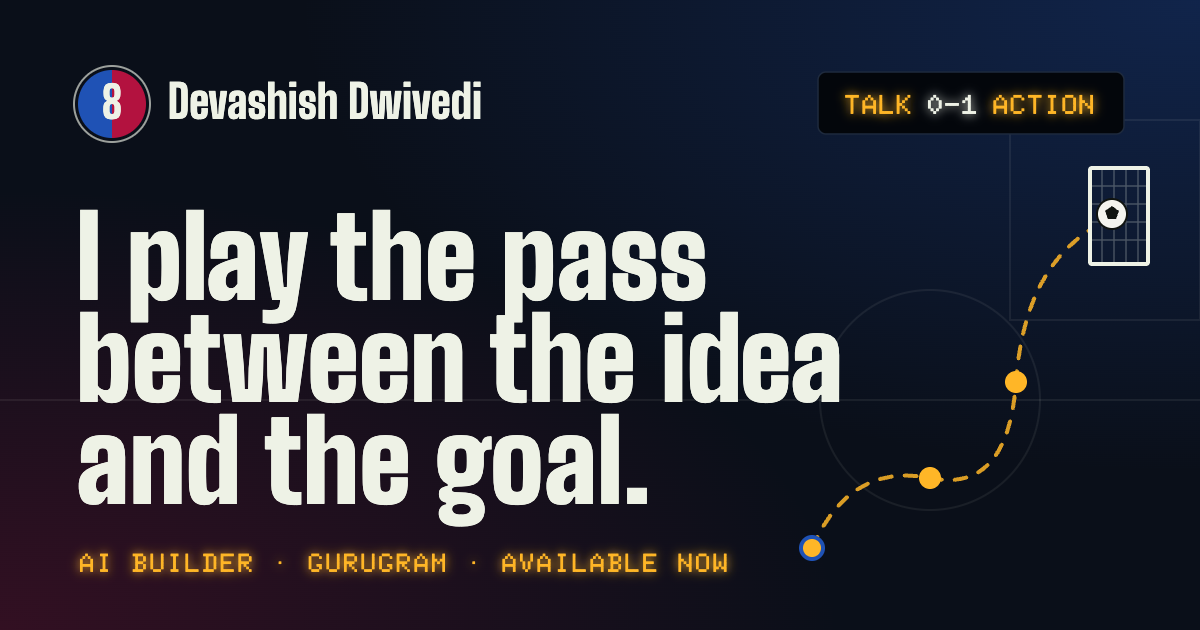 8 Devashish Dwivedi
TALK 0-1 ACTION
I play the pass
between the idea
and the goal.
AI BUILDER · GURUGRAM · AVAILABLE NOW